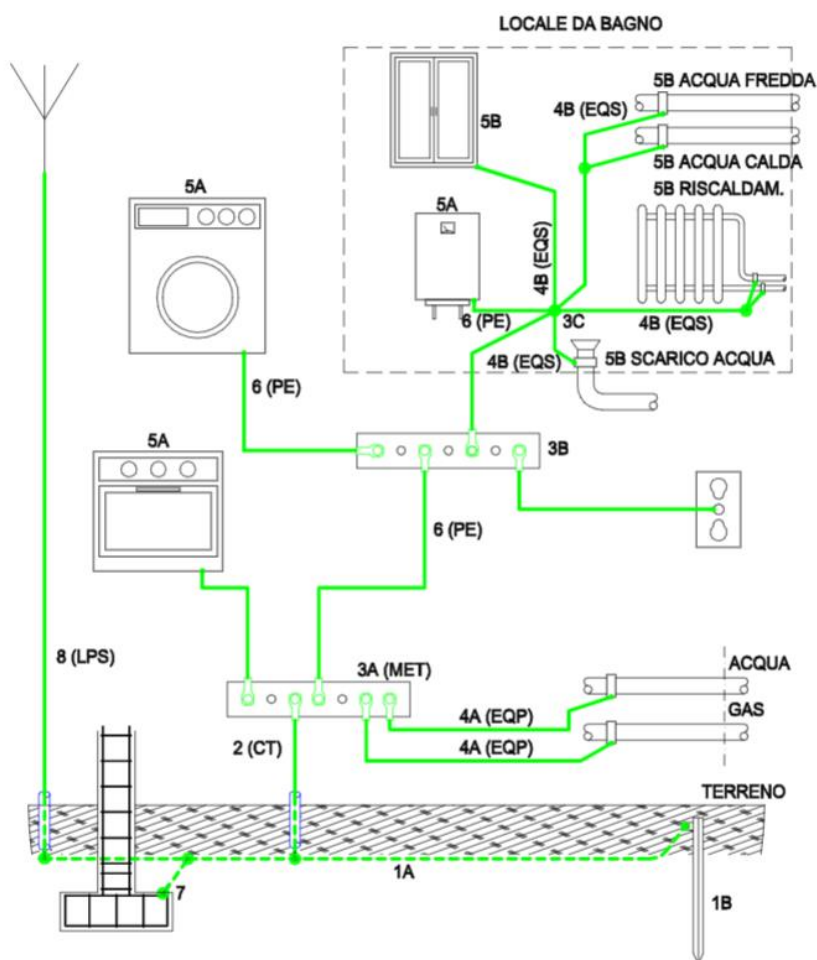 LOCALE DA BAGNO
5B ACQUA FREDDA
4B (EQS)
5B
5B ACQUA CALDA
5A
5B RISCALDAM.
5A
4B (EQS)
6 (PE)
3C
4B (EQS)
4B (EQS)
5B SCARICO ACQUA
6 (PE)
5A
3B
6 (PE)
8 (LPS)
3A (MET)
ACQUA
4A (EQP)
GAS
2 (CT)
4A (EQP)
TERRENO
1A
7
1B